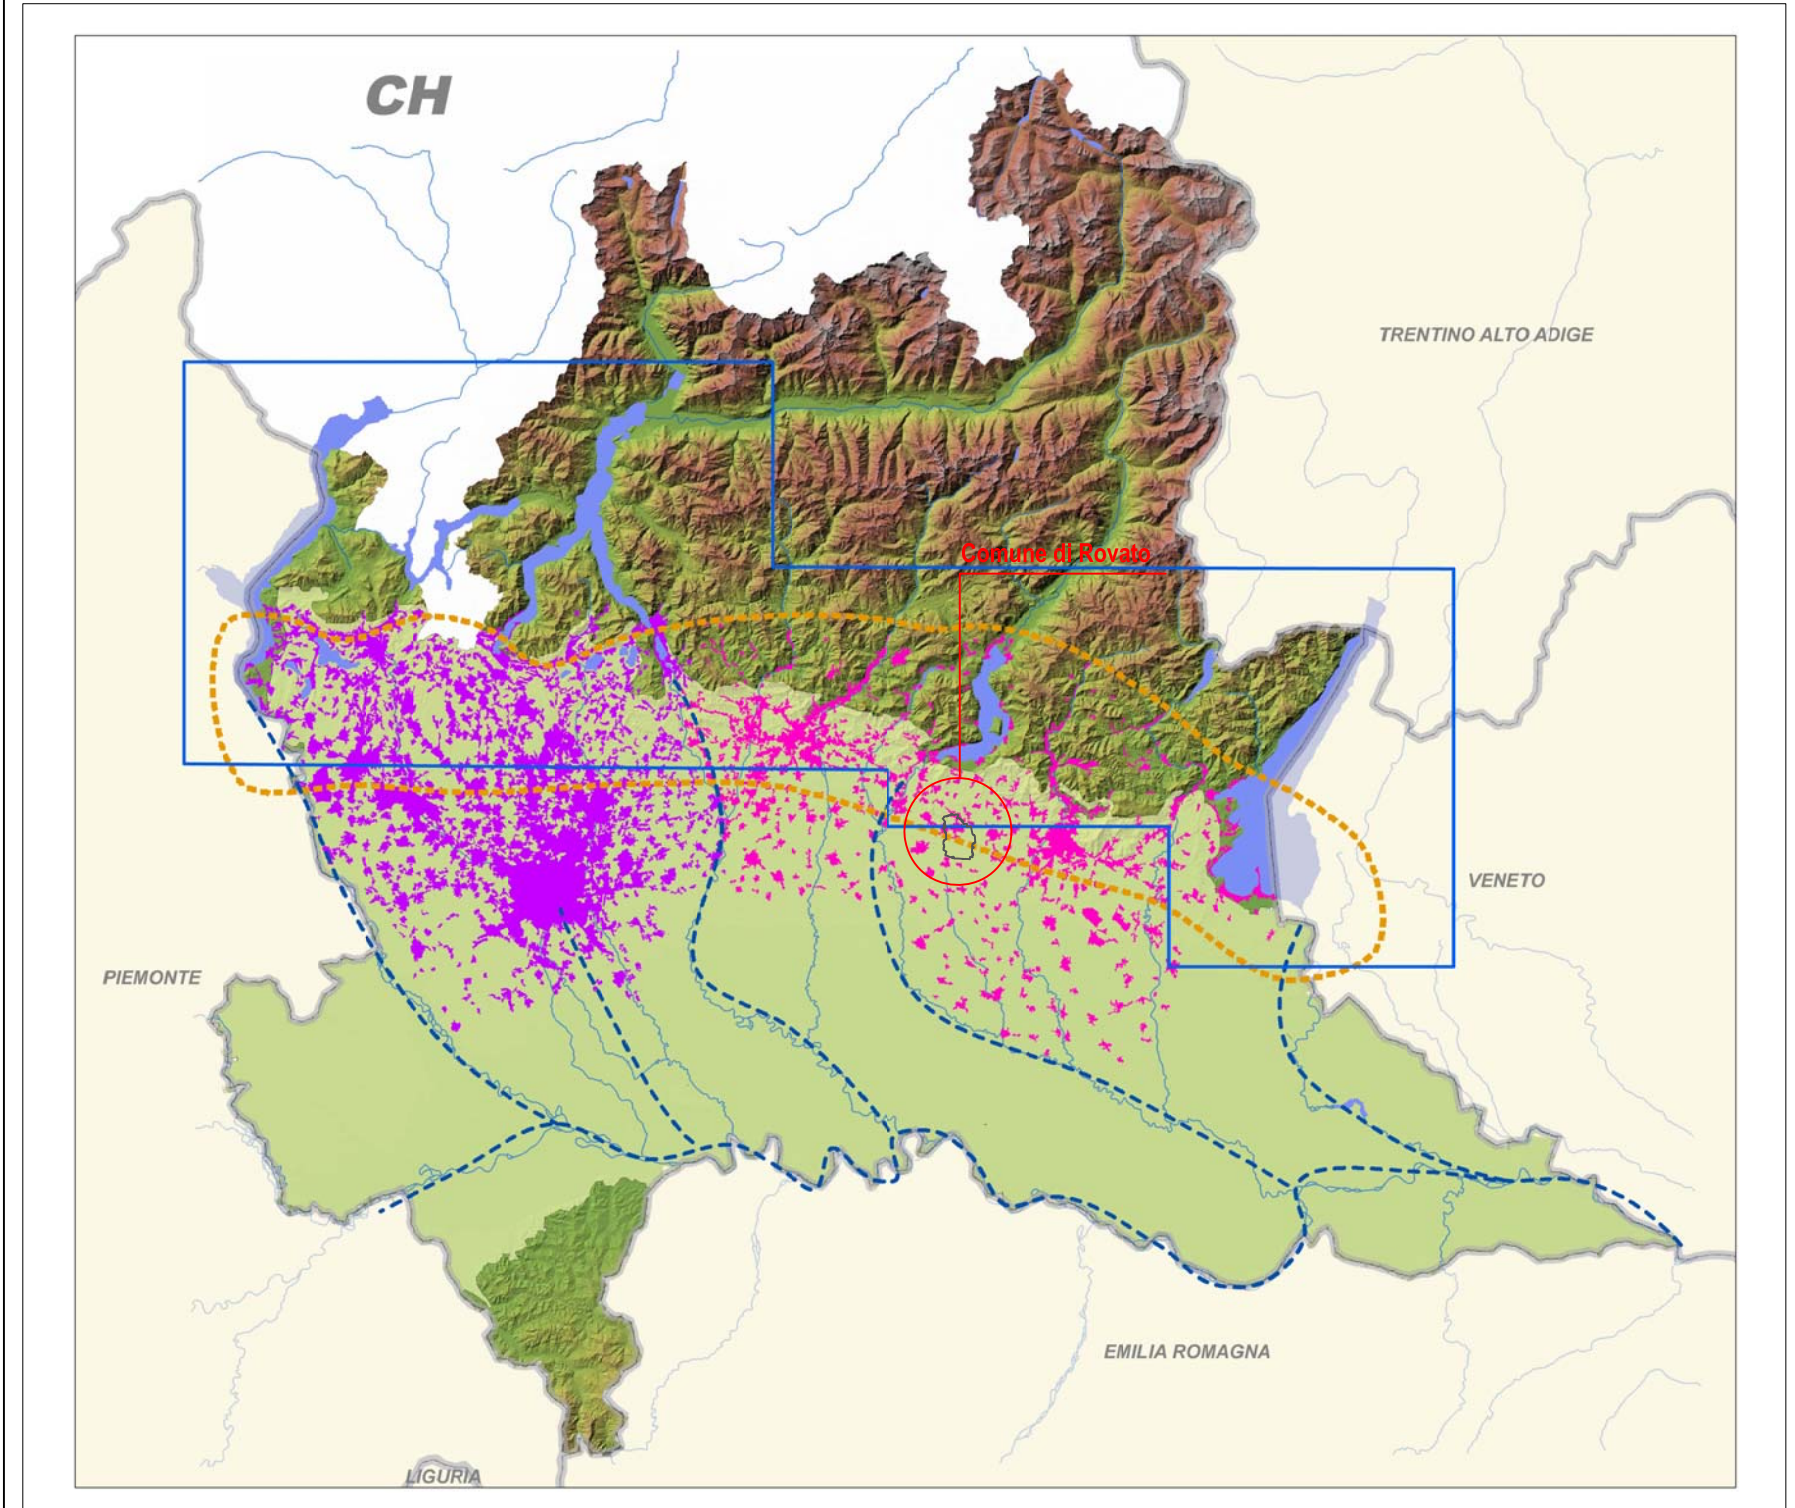 CH
TRENTINO ALTO ADIGE
Comune di Rovato
VENETO
PIEMONTE
EMILIA ROMAGNA
LIGURIA